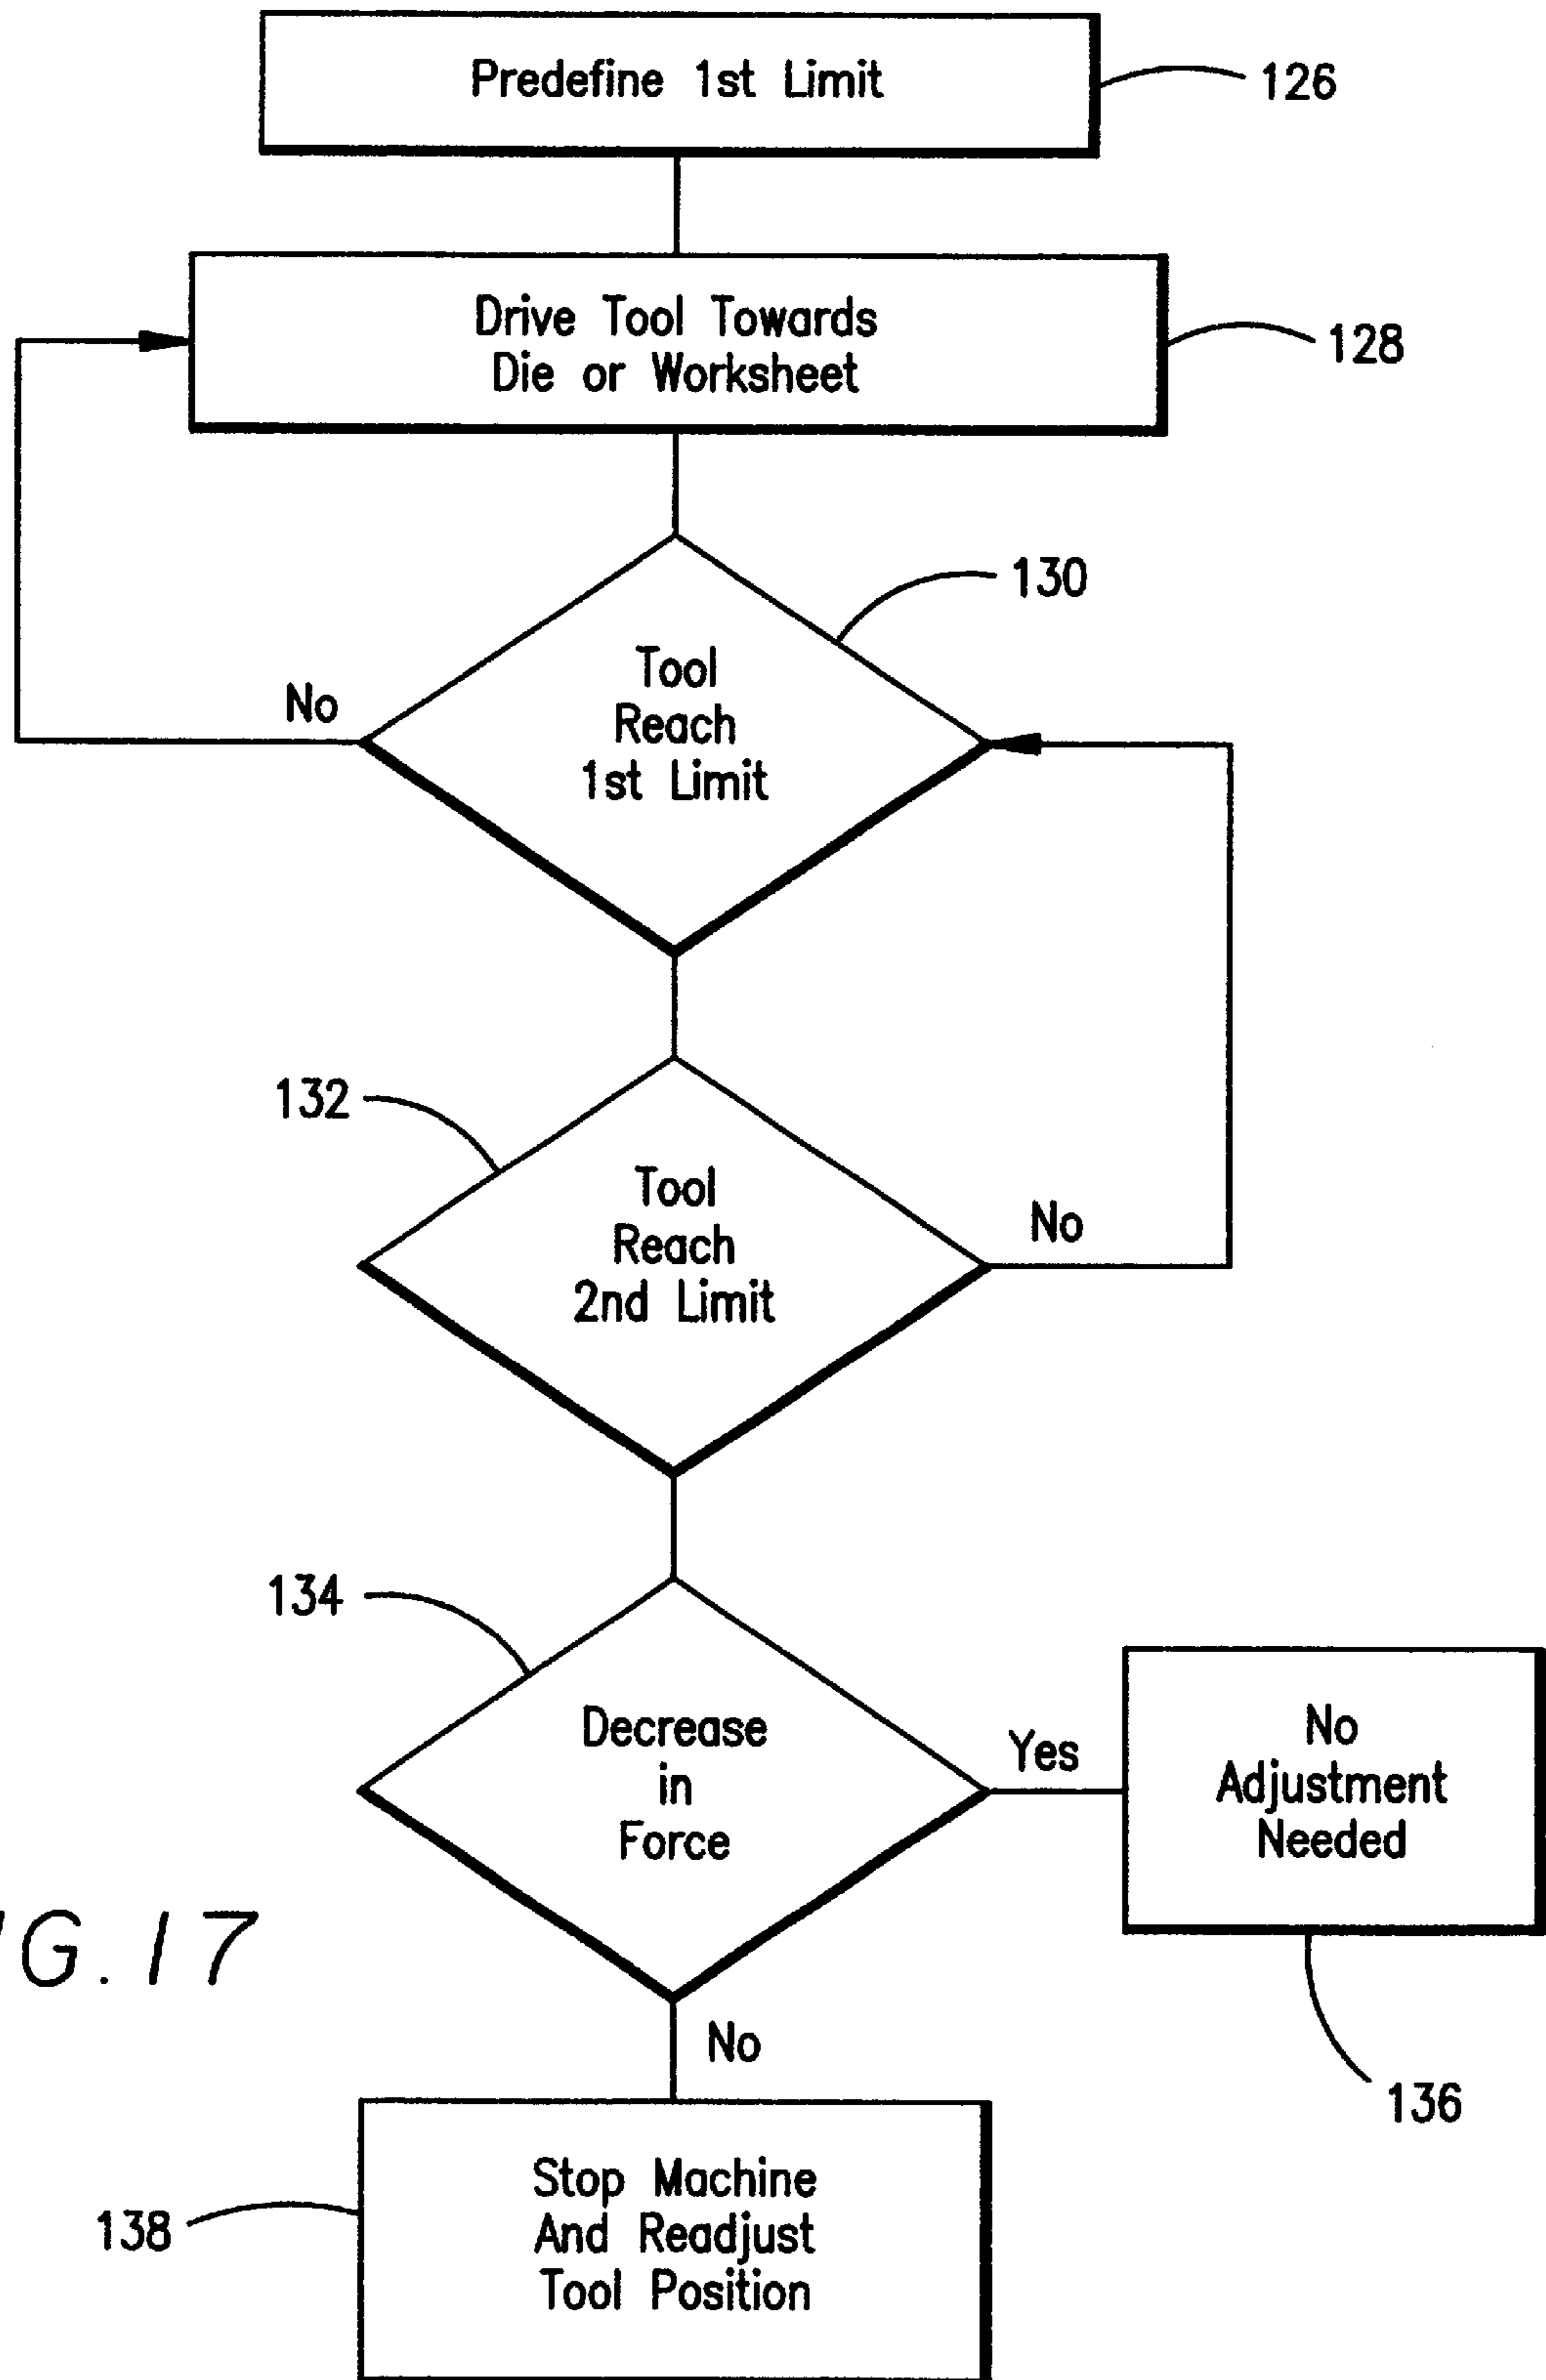 Predefine 1st Limit
126
Drive Tool Towards
Die or Worksheet
128
130
Tool
Reach
1st Limit
No
132
Tool
Reach
2nd Limit
No
134
Decrease
in
Force
Yes
No
Adjustment
Needed
136
G.17
No
Stop Machine
And Readjust
Tool Position
138